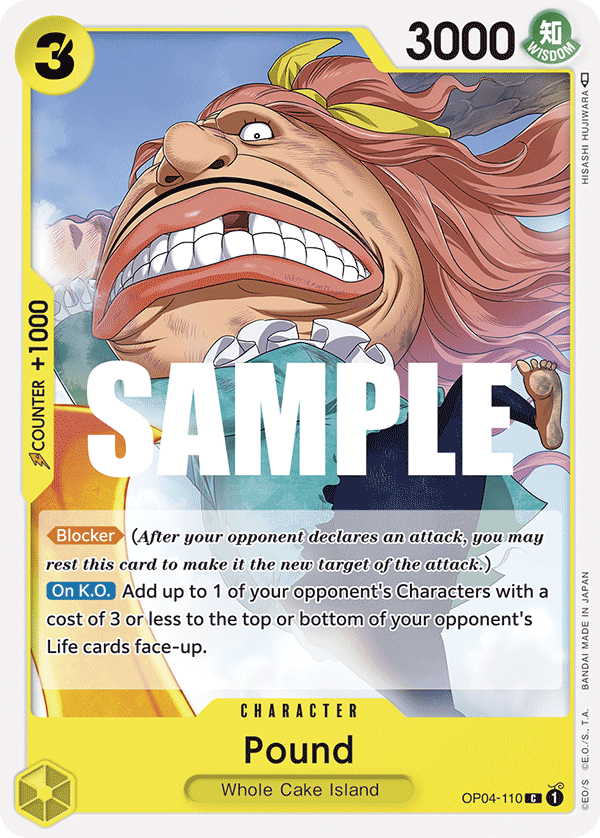 3
3000
知
WISDOM
HISASHI HUJIWARA
COUNTER +1000
SAMPLE
Blocker (After your opponent declares an attack, you may
rest this card to make it the new target of the attack.)
On K.O. Add up to 1 of your opponent's Characters with a
cost of 3 or less to the top or bottom of your opponent's
Life cards face-up.
CHARACTER
Pound
Whole Cake Island
OP04-110 C 1
©EO/S ©E.O./S., T.A. BANDAI MADE IN JAPAN